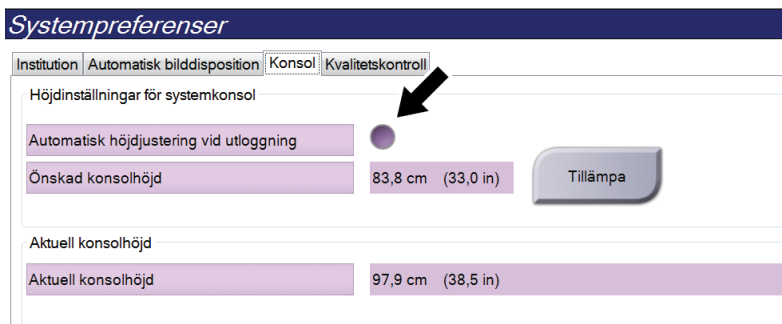 Systempreferenser
Institution Automatisk bilddisposition Konsol Kvalitetskontroll
Höjdinställningar för systemkonsol
Automatisk höjdjustering vid utloggning
Önskad konsolhöjd 83,8 cm (33,0 in) Tillämpa
Aktuell konsolhöjd
Aktuell konsolhöjd 97,9 cm (38,5 in)